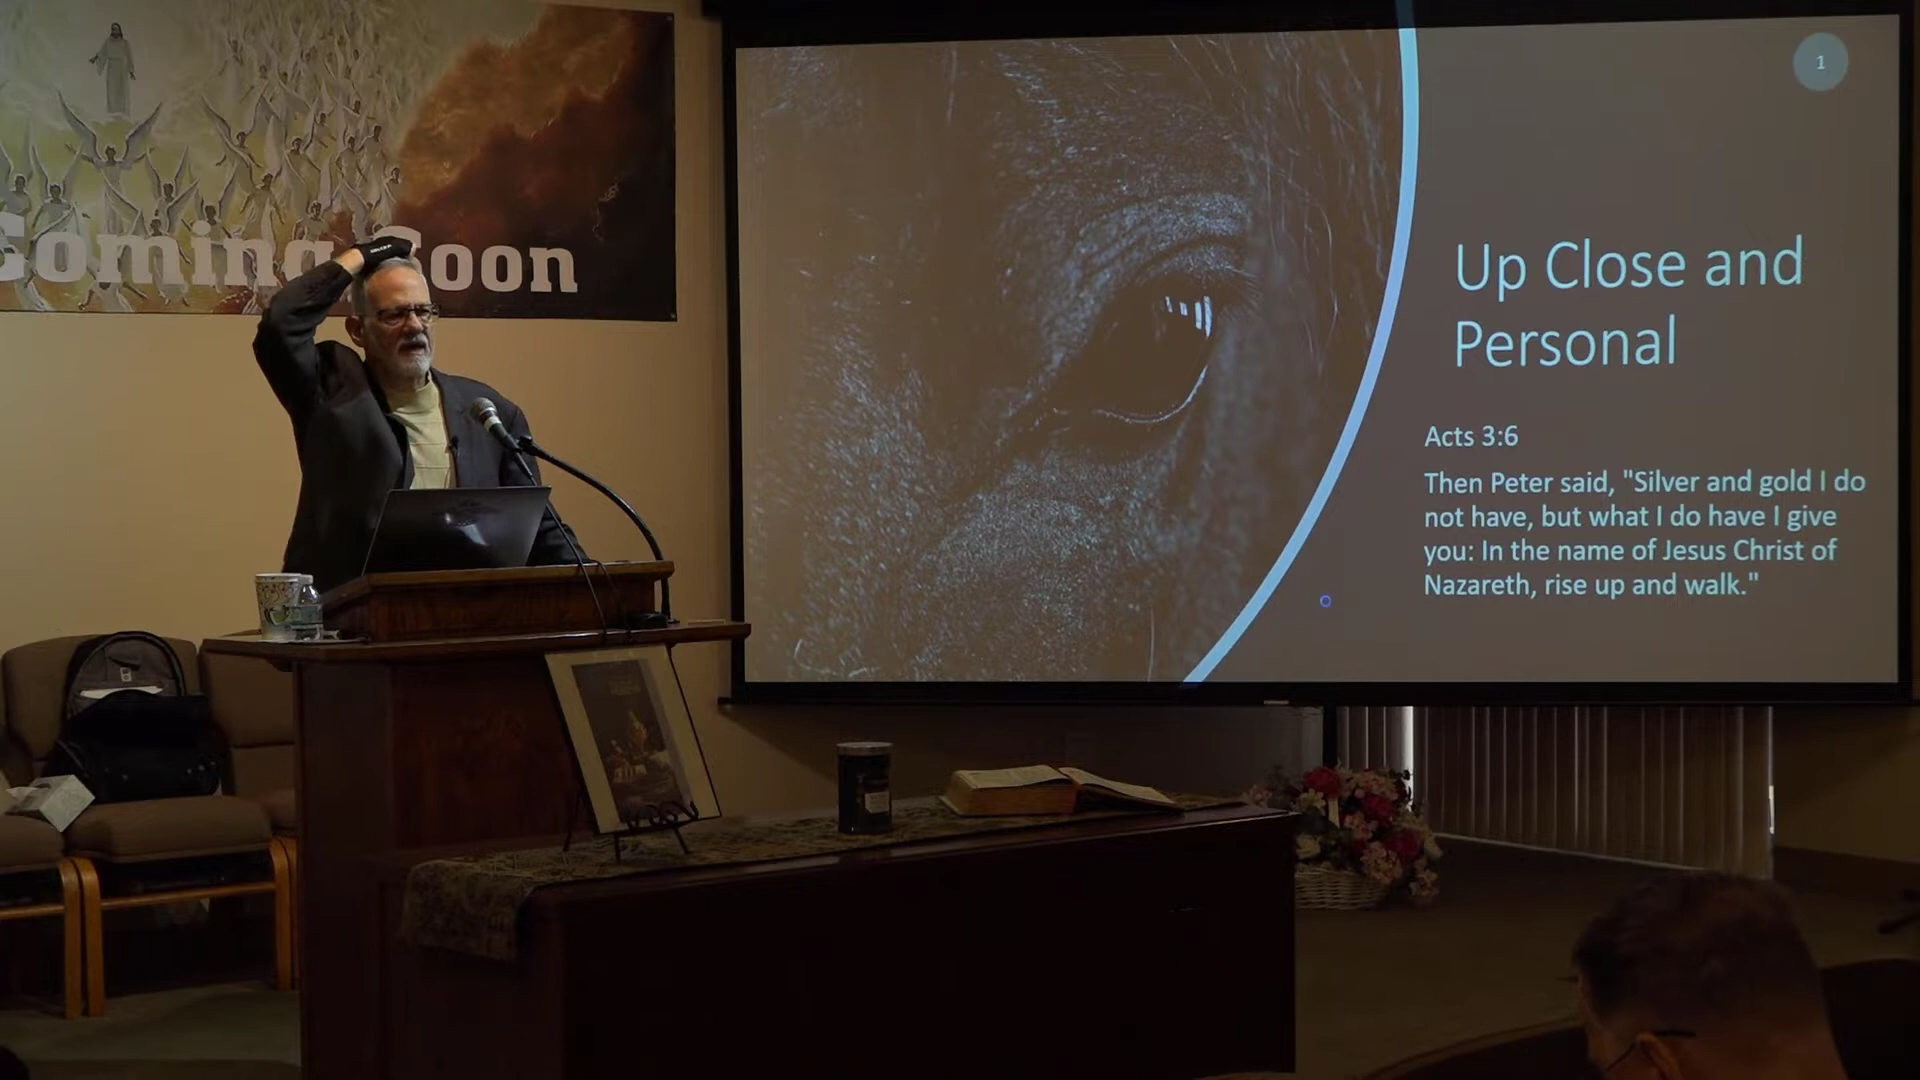 Coming Soon
1
Up Close and
Personal
Acts 3:6
Then Peter said, "Silver and gold I do
not have, but what I do have I give
you: In the name of Jesus Christ of
Nazareth, rise up and walk."